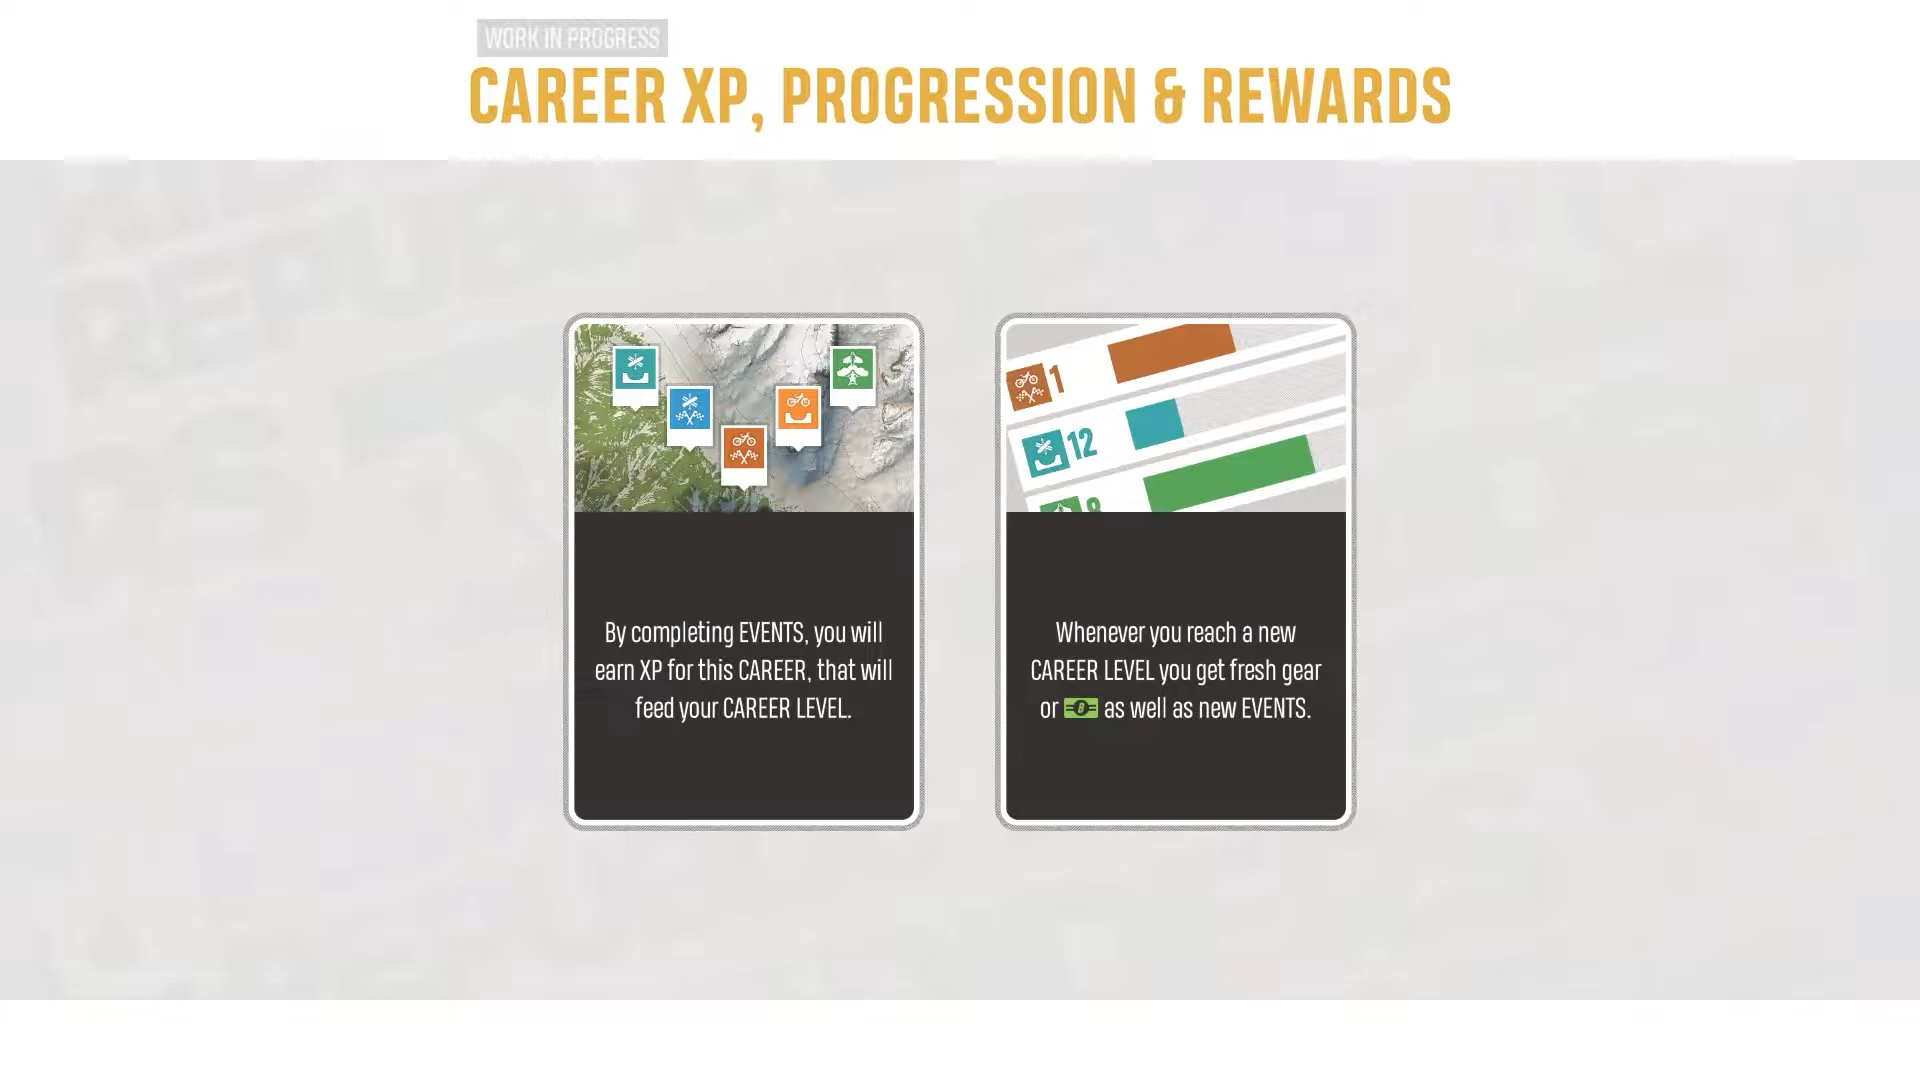 WORK IN PROGRESS
CAREER XP, PROGRESSION & REWARDS
By completing EVENTS, you will
earn XP for this CAREER, that will
feed your CAREER LEVEL.
1
12
8
Whenever you reach a new
CAREER LEVEL you get fresh gear
or B as well as new EVENTS.